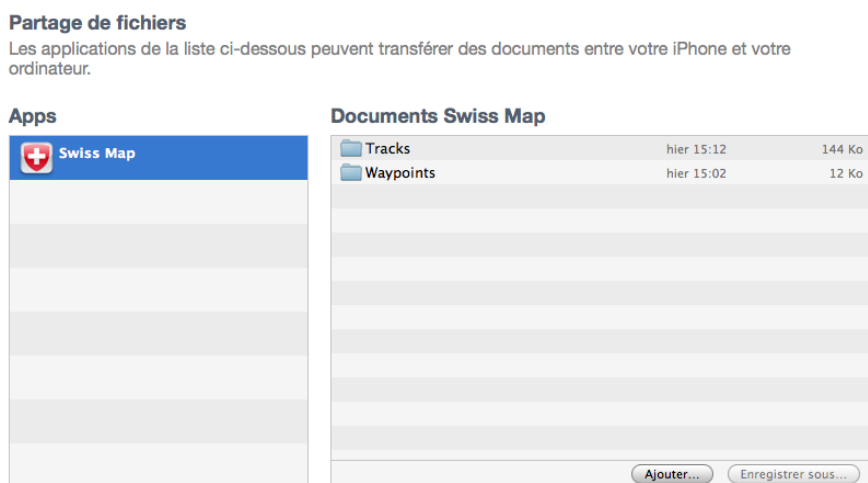 Partage de fichiers
Les applications de la liste ci-dessous peuvent transférer des documents entre votre iPhone et votre
ordinateur.
Apps
Swiss Map
Documents Swiss Map
Tracks hier 15:12 144 Ko
Waypoints hier 15:02 12 Ko
Ajouter... Enregistrer sous...